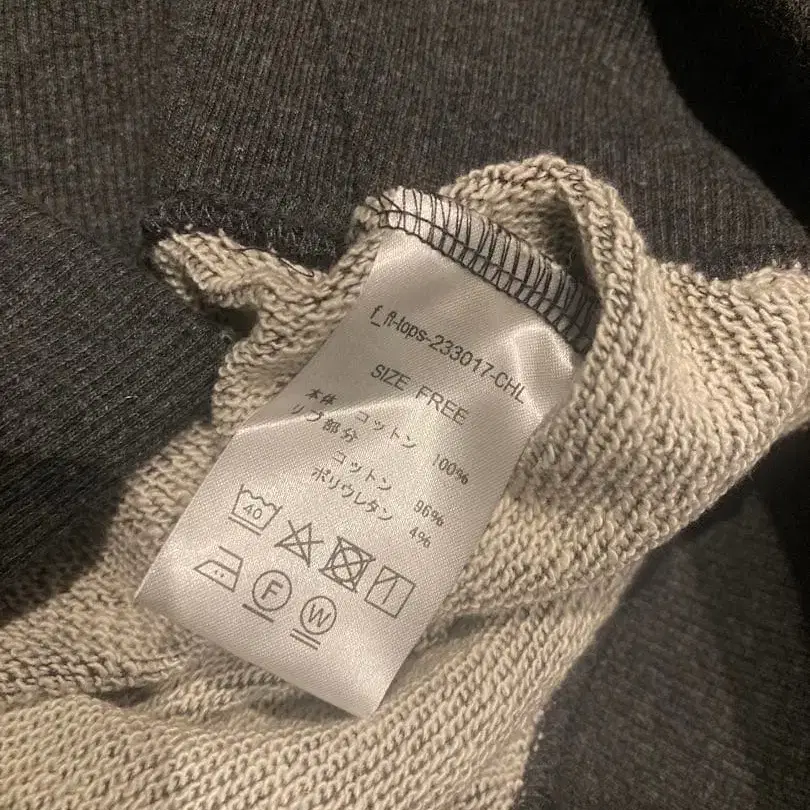 f_fl-tops-233017-CHL
SIZE FREE
本体 コットン 100%
リブ部分
コットン 96%
ポリウレタン 4%
40
F
W